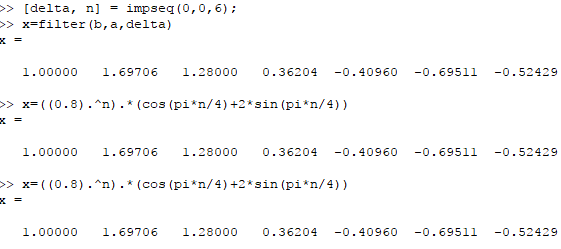 >> [delta, n] = impseq(0,0,6);
>> x=filter(b,a,delta)
x =
1.00000 1.69706 1.28000 0.36204 -0.40960 -0.69511 -0.52429
>> x=((0.8).^n).*(cos(pi*n/4)+2*sin(pi*n/4))
x =
1.00000 1.69706 1.28000 0.36204 -0.40960 -0.69511 -0.52429
>> x=((0.8).^n).*(cos(pi*n/4)+2*sin(pi*n/4))
x =
1.00000 1.69706 1.28000 0.36204 -0.40960 -0.69511 -0.52429